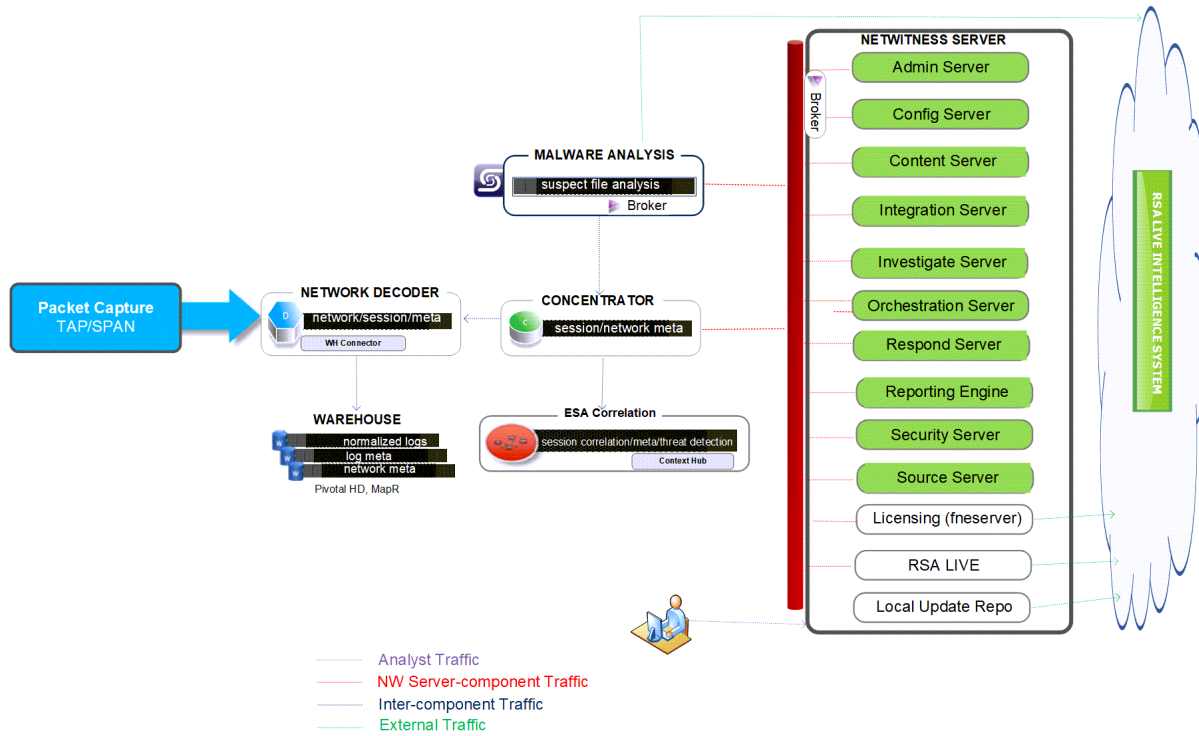 NETWITNESS SERVER
Admin Server
Broker
Config Server
Content Server
Integration Server
Investigate Server
Orchestration Server
Respond Server
Reporting Engine
Security Server
Source Server
Licensing (fneserver)
RSA LIVE
Local Update Repo
RSA LIVE INTELLIGENCE SYSTEM
MALWARE ANALYSIS
suspect file analysis
Broker
Packet Capture
TAP/SPAN
NETWORK DECODER
D
network/session/meta
WH Connector
CONCENTRATOR
C
session/network meta
WAREHOUSE
W
normalized logs
W
log meta
W
network meta
Pivotal HD, MapR
ESA Correlation
session correlation/meta/threat detection
Context Hub
Analyst Traffic
NW Server-component Traffic
Inter-component Traffic
External Traffic